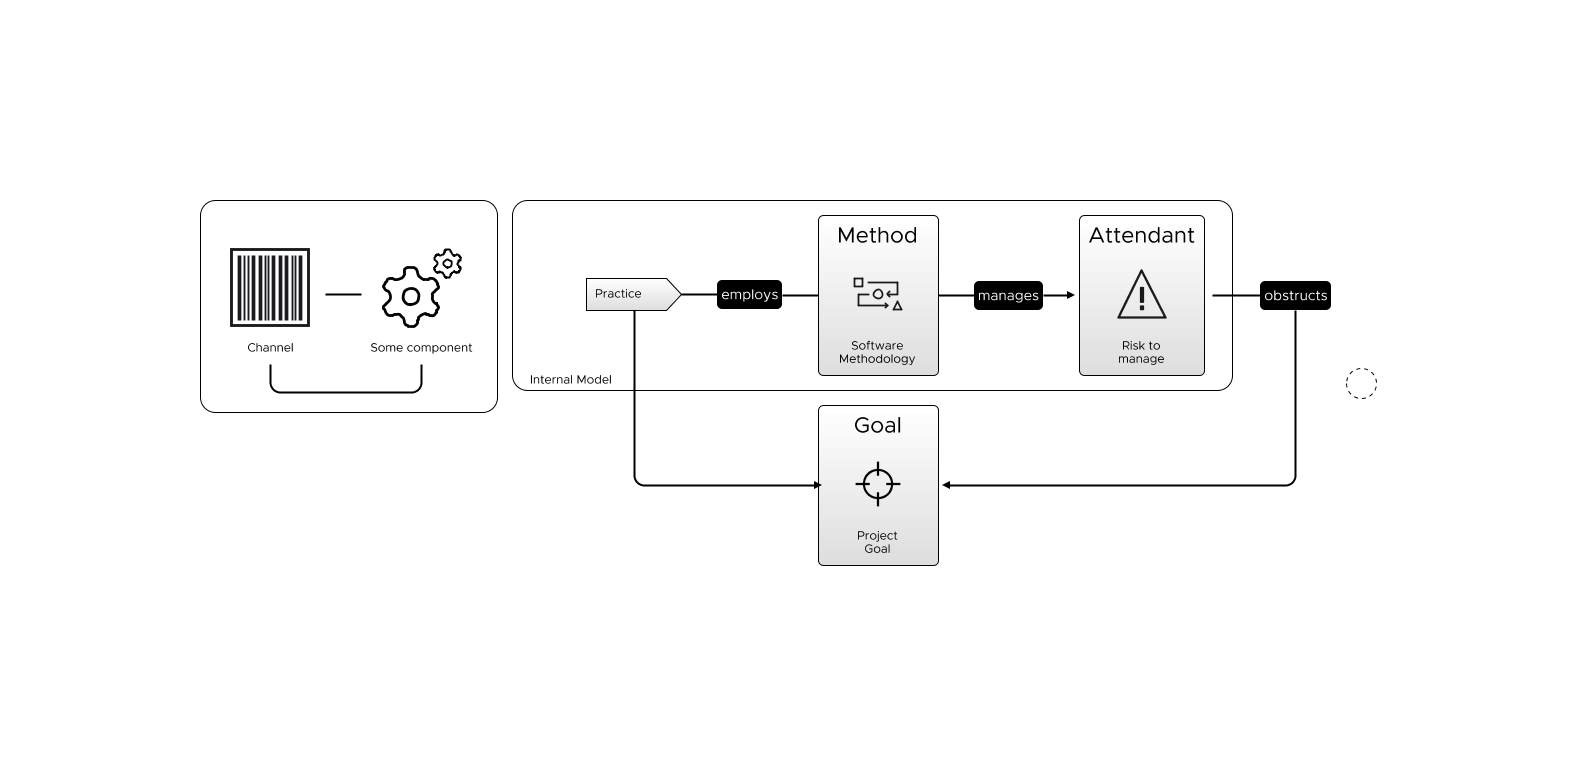 Channel
Some component
Internal Model
Practice
employs
Method
Software
Methodology
manages
Attendant
Risk to
manage
obstructs
Goal
Project
Goal